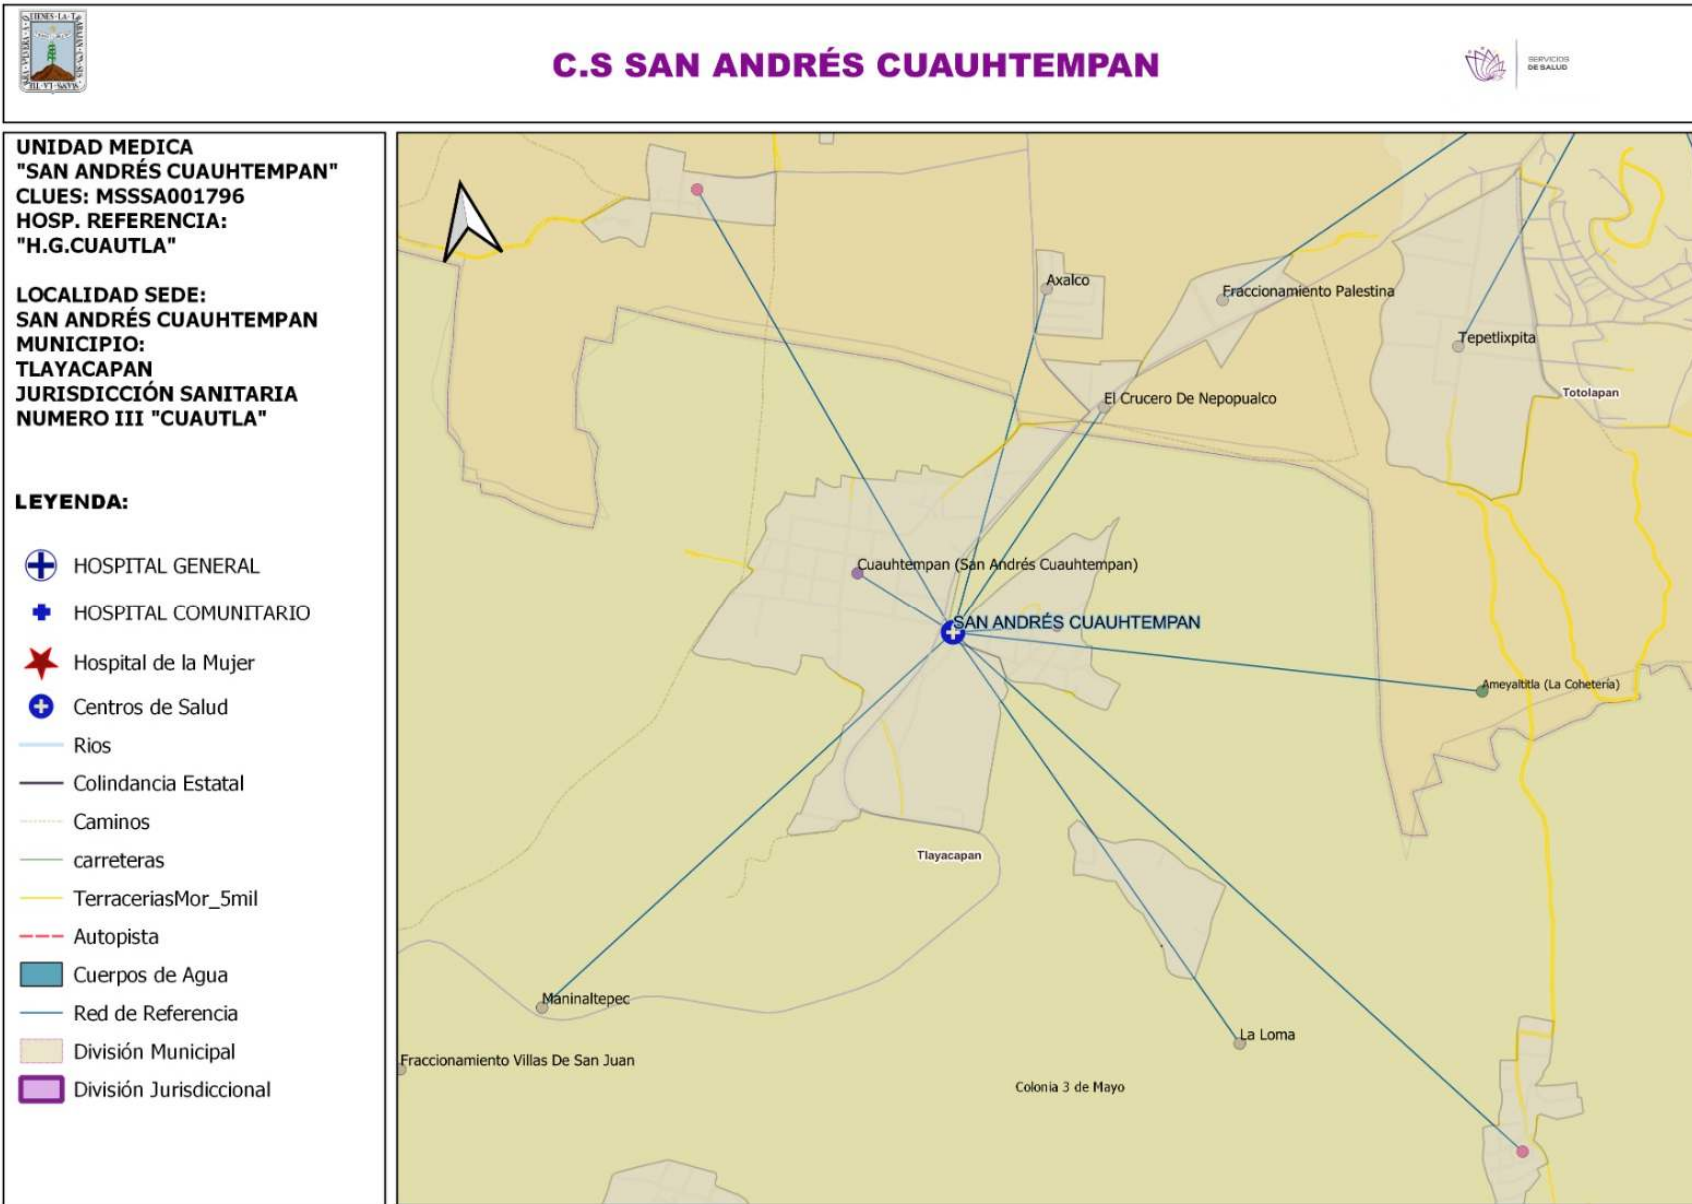 C.S SAN ANDRÉS CUAUHTEMPAN
SERVICIOS
DE SALUD
UNIDAD MEDICA
"SAN ANDRÉS CUAUHTEMPAN"
CLUES: MSSSA001796
HOSP. REFERENCIA:
"H.G.CUAUTLA"
LOCALIDAD SEDE:
SAN ANDRÉS CUAUHTEMPAN
MUNICIPIO:
TLAYACAPAN
JURISDICCIÓN SANITARIA
NUMERO III "CUAUTLA"
LEYENDA:
HOSPITAL GENERAL
HOSPITAL COMUNITARIO
Hospital de la Mujer
Centros de Salud
Rios
Colindancia Estatal
Caminos
carreteras
TerraceriasMor_5mil
Autopista
Cuerpos de Agua
Red de Referencia
División Municipal
División Jurisdiccional
Axalco
Fraccionamiento Palestina
Tepetlixpita
Totolapan
El Crucero De Nepopualco
Cuauhtempan (San Andrés Cuauhtempan)
SAN ANDRÉS CUAUHTEMPAN
Ameyaltitla (La Cohetería)
Tlayacapan
Maninaltepec
La Loma
Fraccionamiento Villas De San Juan
Colonia 3 de Mayo